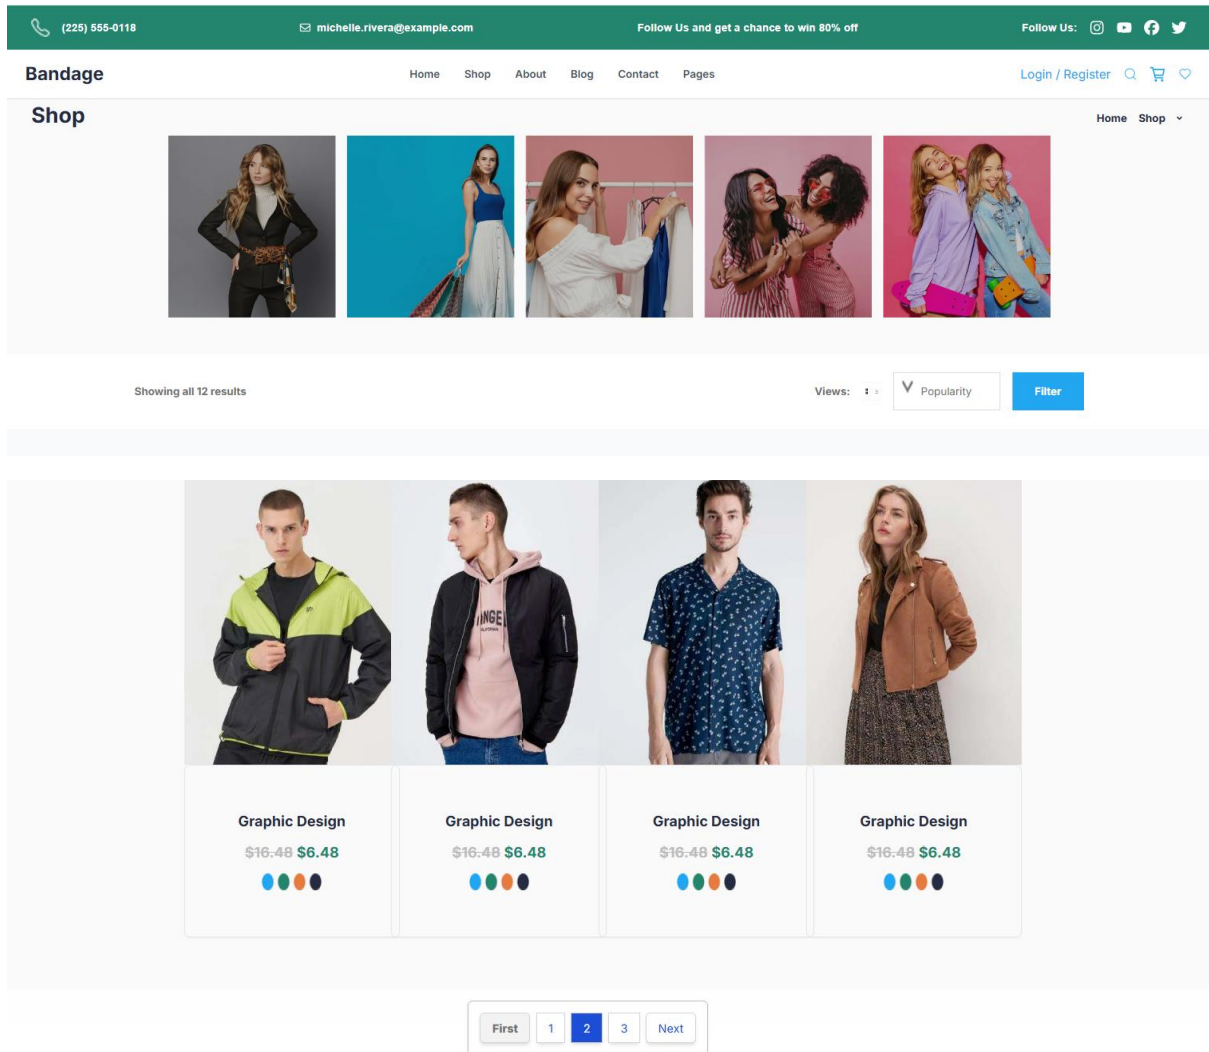 (225) 555-0118 michelle.rivera@example.com Follow Us and get a chance to win 80% off Follow Us:
Bandage Home Shop About Blog Contact Pages Login / Register
Shop Home Shop
Showing all 12 results Views: Popularity Filter
ANGE
CALIFORNIA
Graphic Design Graphic Design Graphic Design Graphic Design
$16.48 $6.48 $16.48 $6.48 $16.48 $6.48 $16.48 $6.48
First 1 2 3 Next